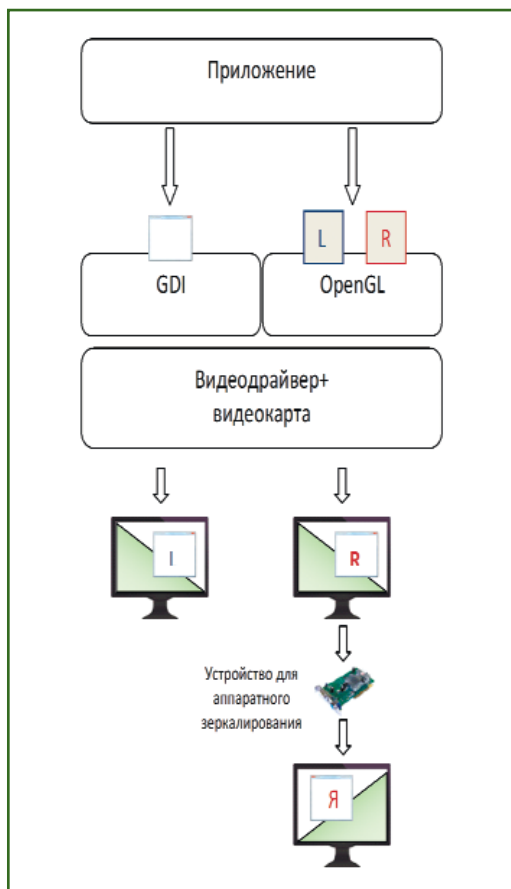 Приложение
L R
GDI OpenGL
Видеодрайвер+
видеокарта
I R
Устройство для
аппаратного
зеркалирования
Я